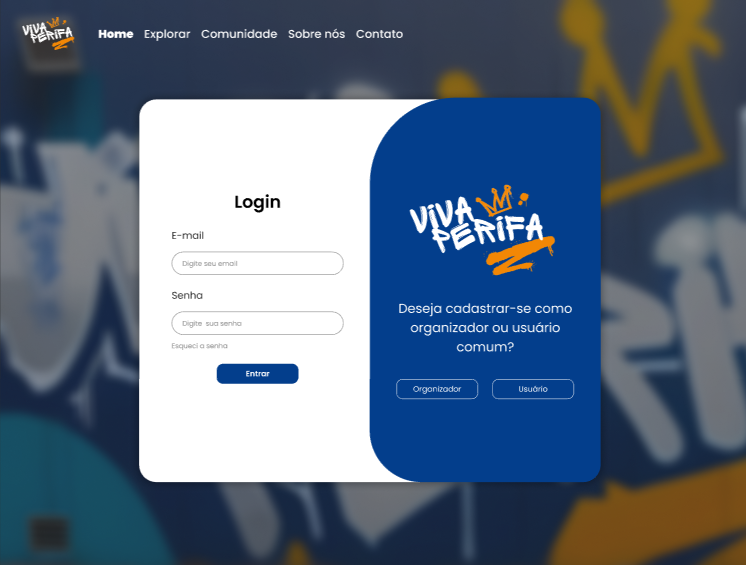 VIVA
PERIFA
Home Explorar Comunidade Sobre nós Contato
Login
E-mail
Digite seu email
Senha
Digite sua senha
Esqueci a senha
Entrar
VIVA
PERIFA
Deseja cadastrar-se como
organizador ou usuário
comum?
Organizador Usuário